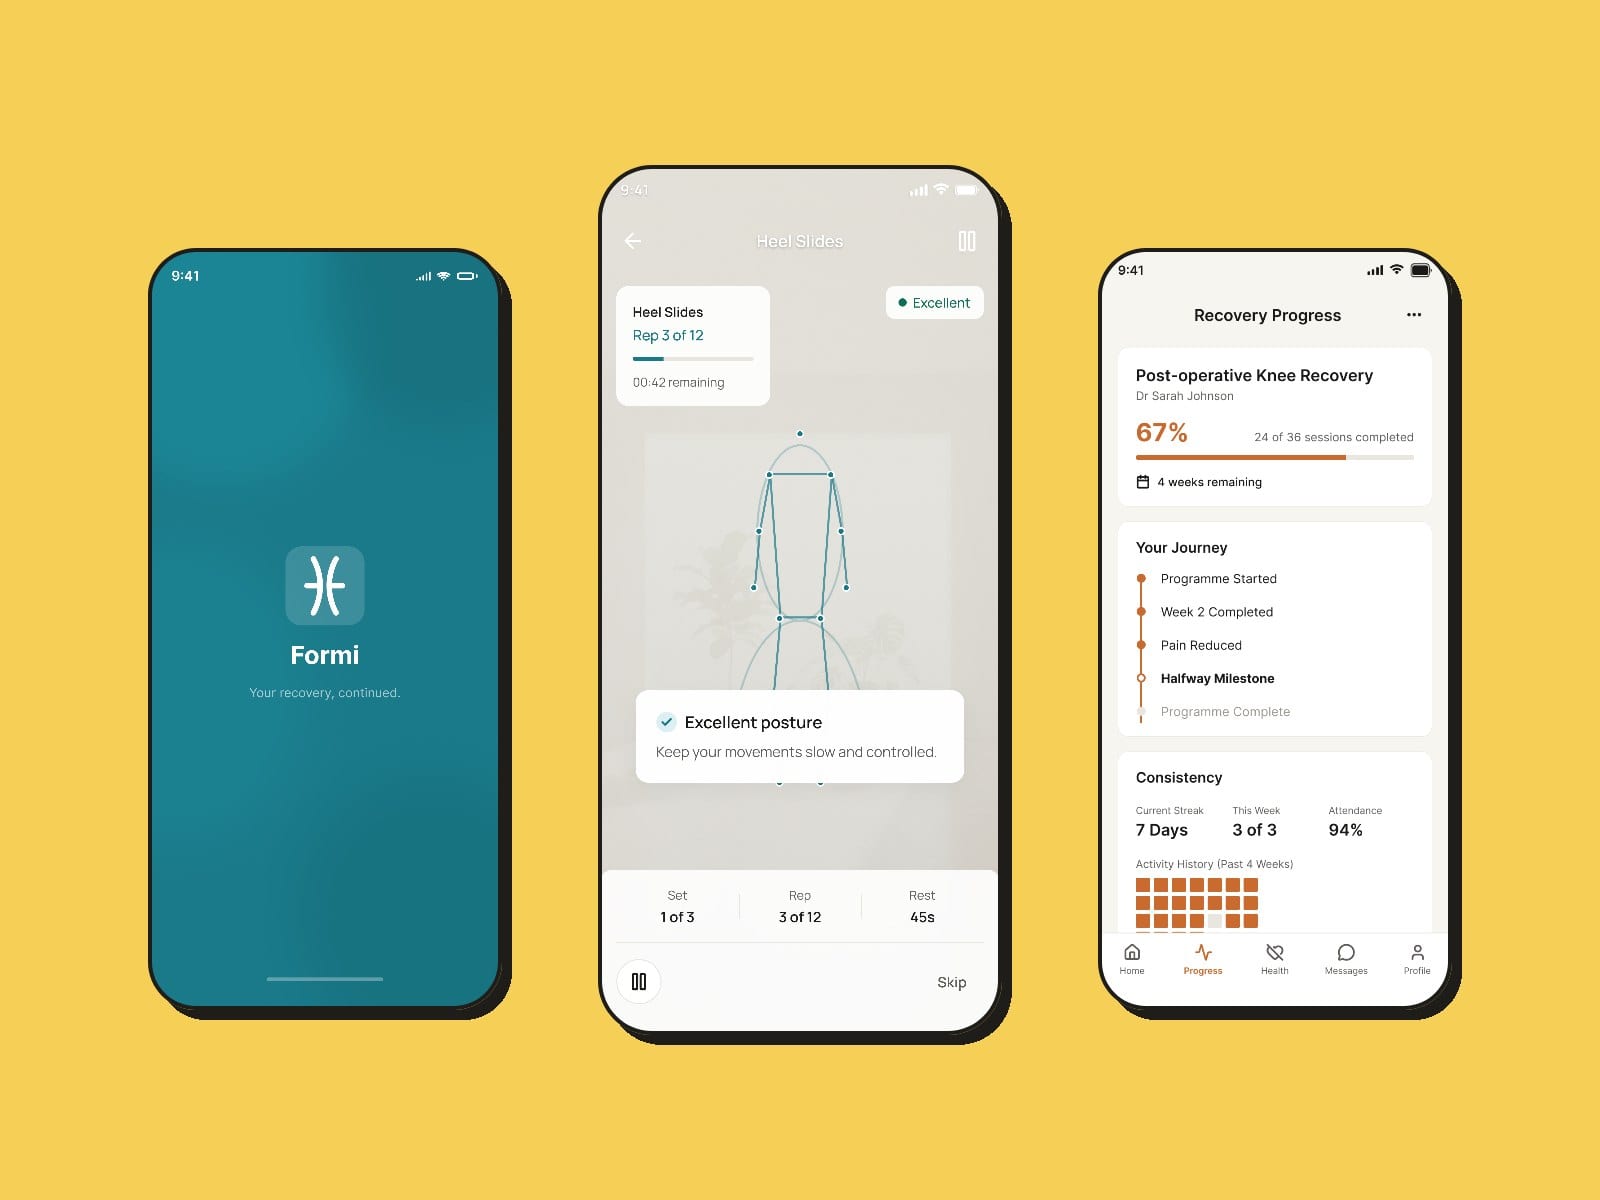 9:41
Formi
Your recovery, continued.
9:41
Heel Slides
Heel Slides
Rep 3 of 12
00:42 remaining
Excellent
Excellent posture
Keep your movements slow and controlled.
Set
1 of 3
Rep
3 of 12
Rest
45s
Skip
9:41
Recovery Progress
Post-operative Knee Recovery
Dr Sarah Johnson
67%
24 of 36 sessions completed
4 weeks remaining
Your Journey
Programme Started
Week 2 Completed
Pain Reduced
Halfway Milestone
Programme Complete
Consistency
Current Streak
7 Days
This Week
3 of 3
Attendance
94%
Activity History (Past 4 Weeks)
Home
Progress
Health
Messages
Profile